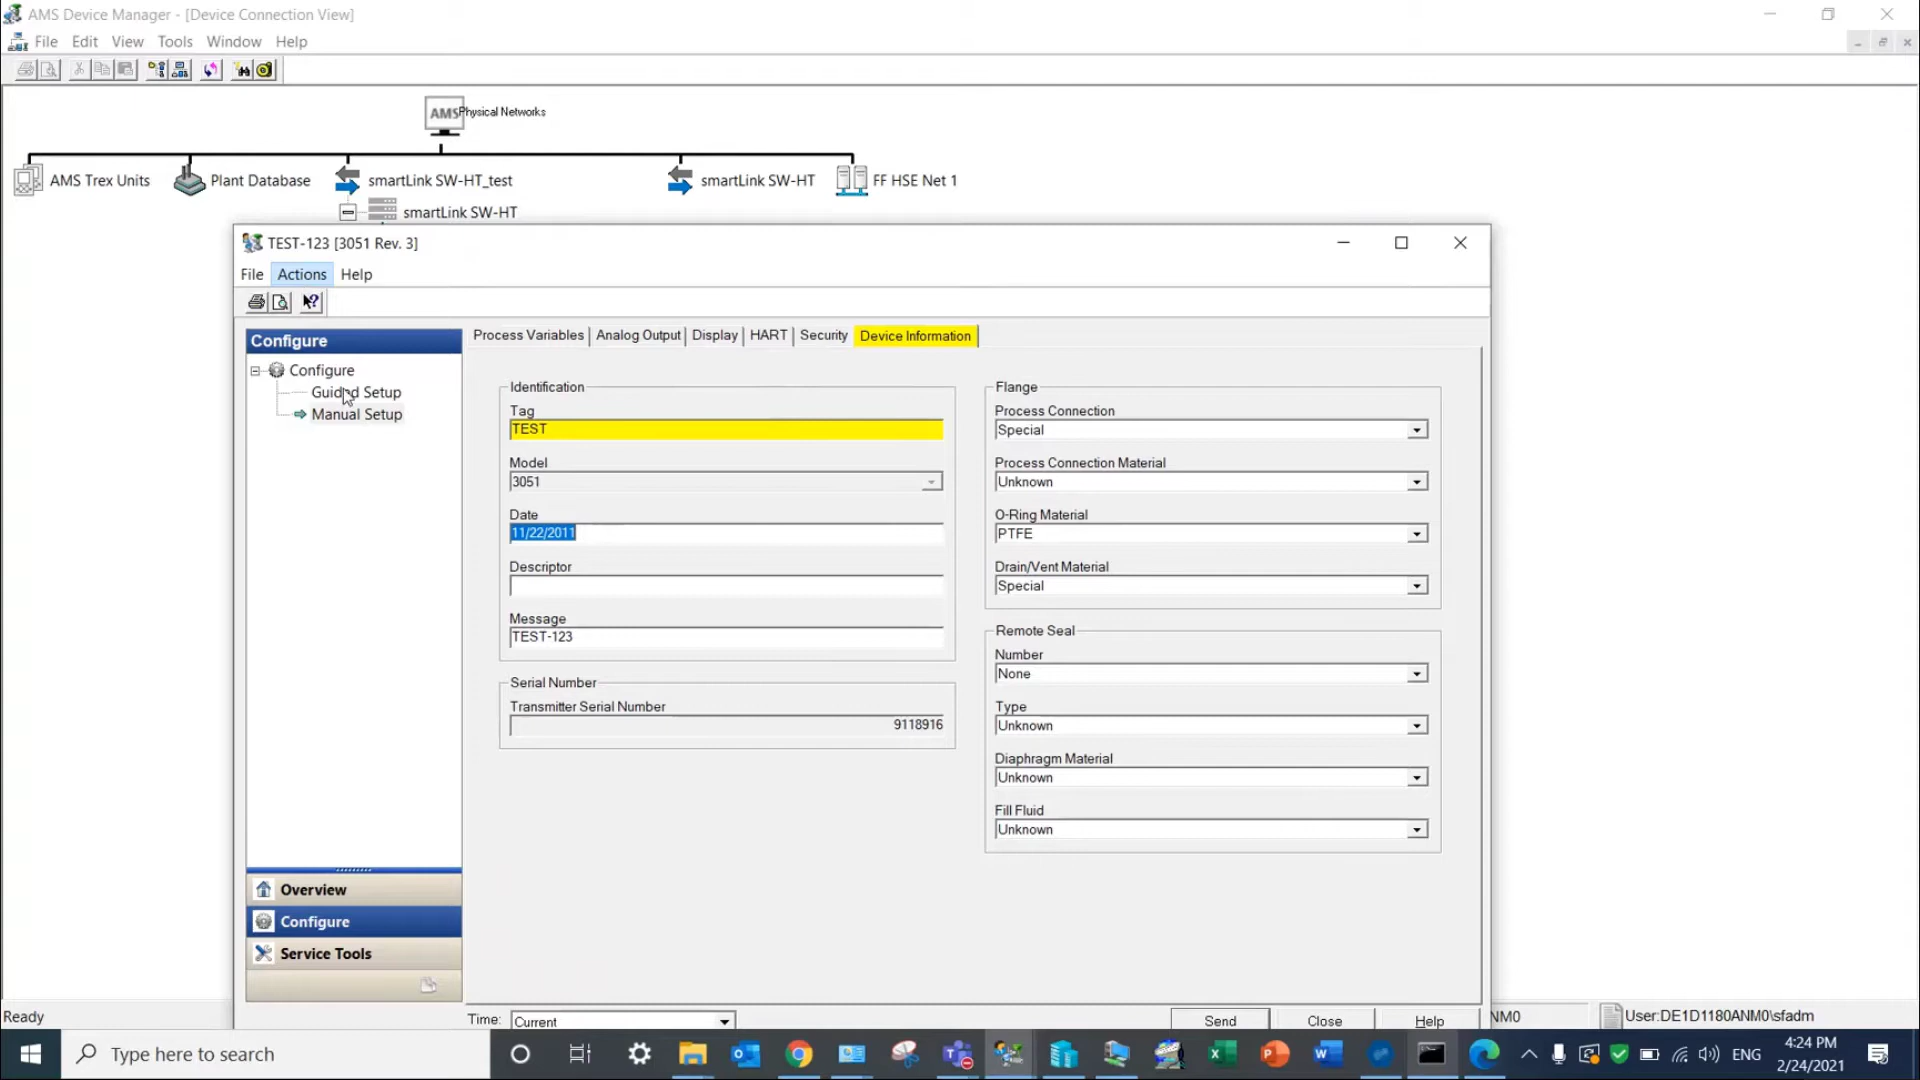 AMS Device Manager - [Device Connection View]
File Edit View Tools Window Help
AMS Physical Networks
AMS Trex Units
Plant Database
smartLink SW-HT_test
smartLink SW-HT
FF HSE Net 1
smartLink SW-HT
TEST-123 [3051 Rev. 3]
File Actions Help
Configure
Configure
Guided Setup
Manual Setup
Overview
Configure
Service Tools
Process Variables Analog Output Display HART Security Device Information
Identification
Tag
TEST
Model
3051
Date
11/22/2011
Descriptor
Message
TEST-123
Serial Number
Transmitter Serial Number
9118916
Flange
Process Connection
Special
Process Connection Material
Unknown
O-Ring Material
PTFE
Drain/Vent Material
Special
Remote Seal
Number
None
Type
Unknown
Diaphragm Material
Unknown
Fill Fluid
Unknown
Time: Current
Send Close Help
Ready
NM0
User:DE1D1180ANM0\sfadm
Type here to search
ENG
4:24 PM
2/24/2021